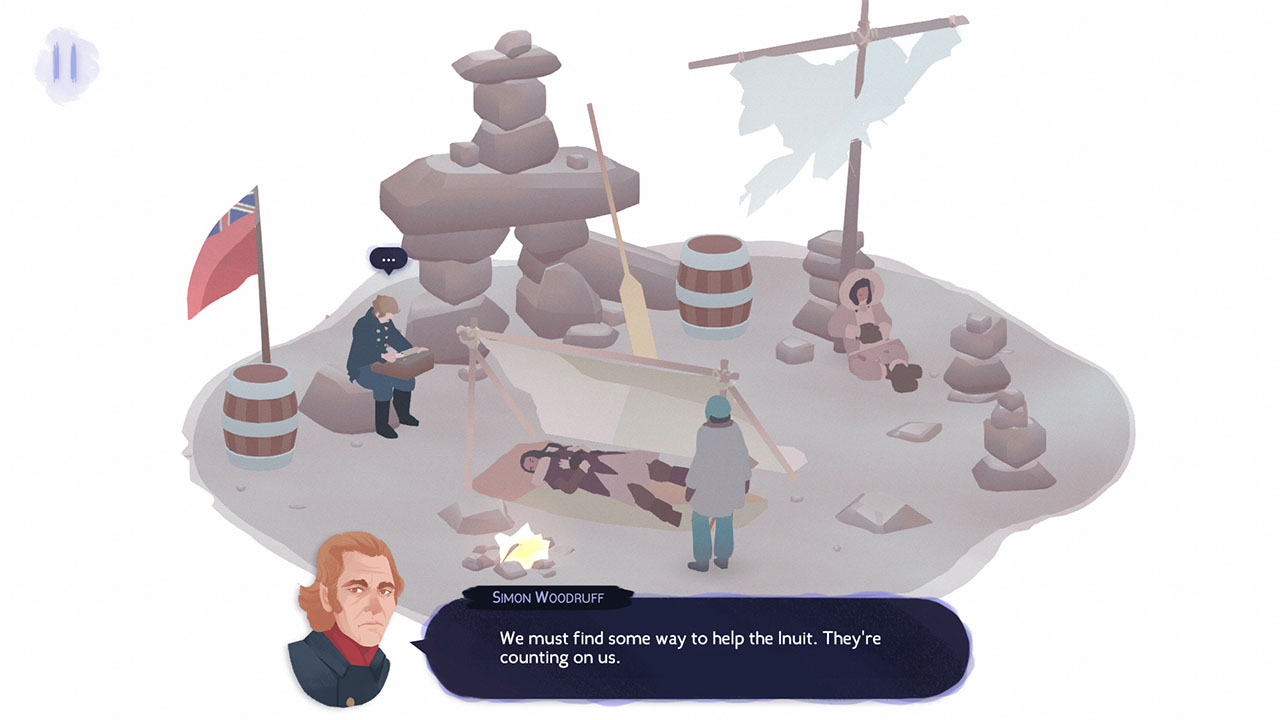 ...
Simon Woodruff
We must find some way to help the Inuit. They're
counting on us.